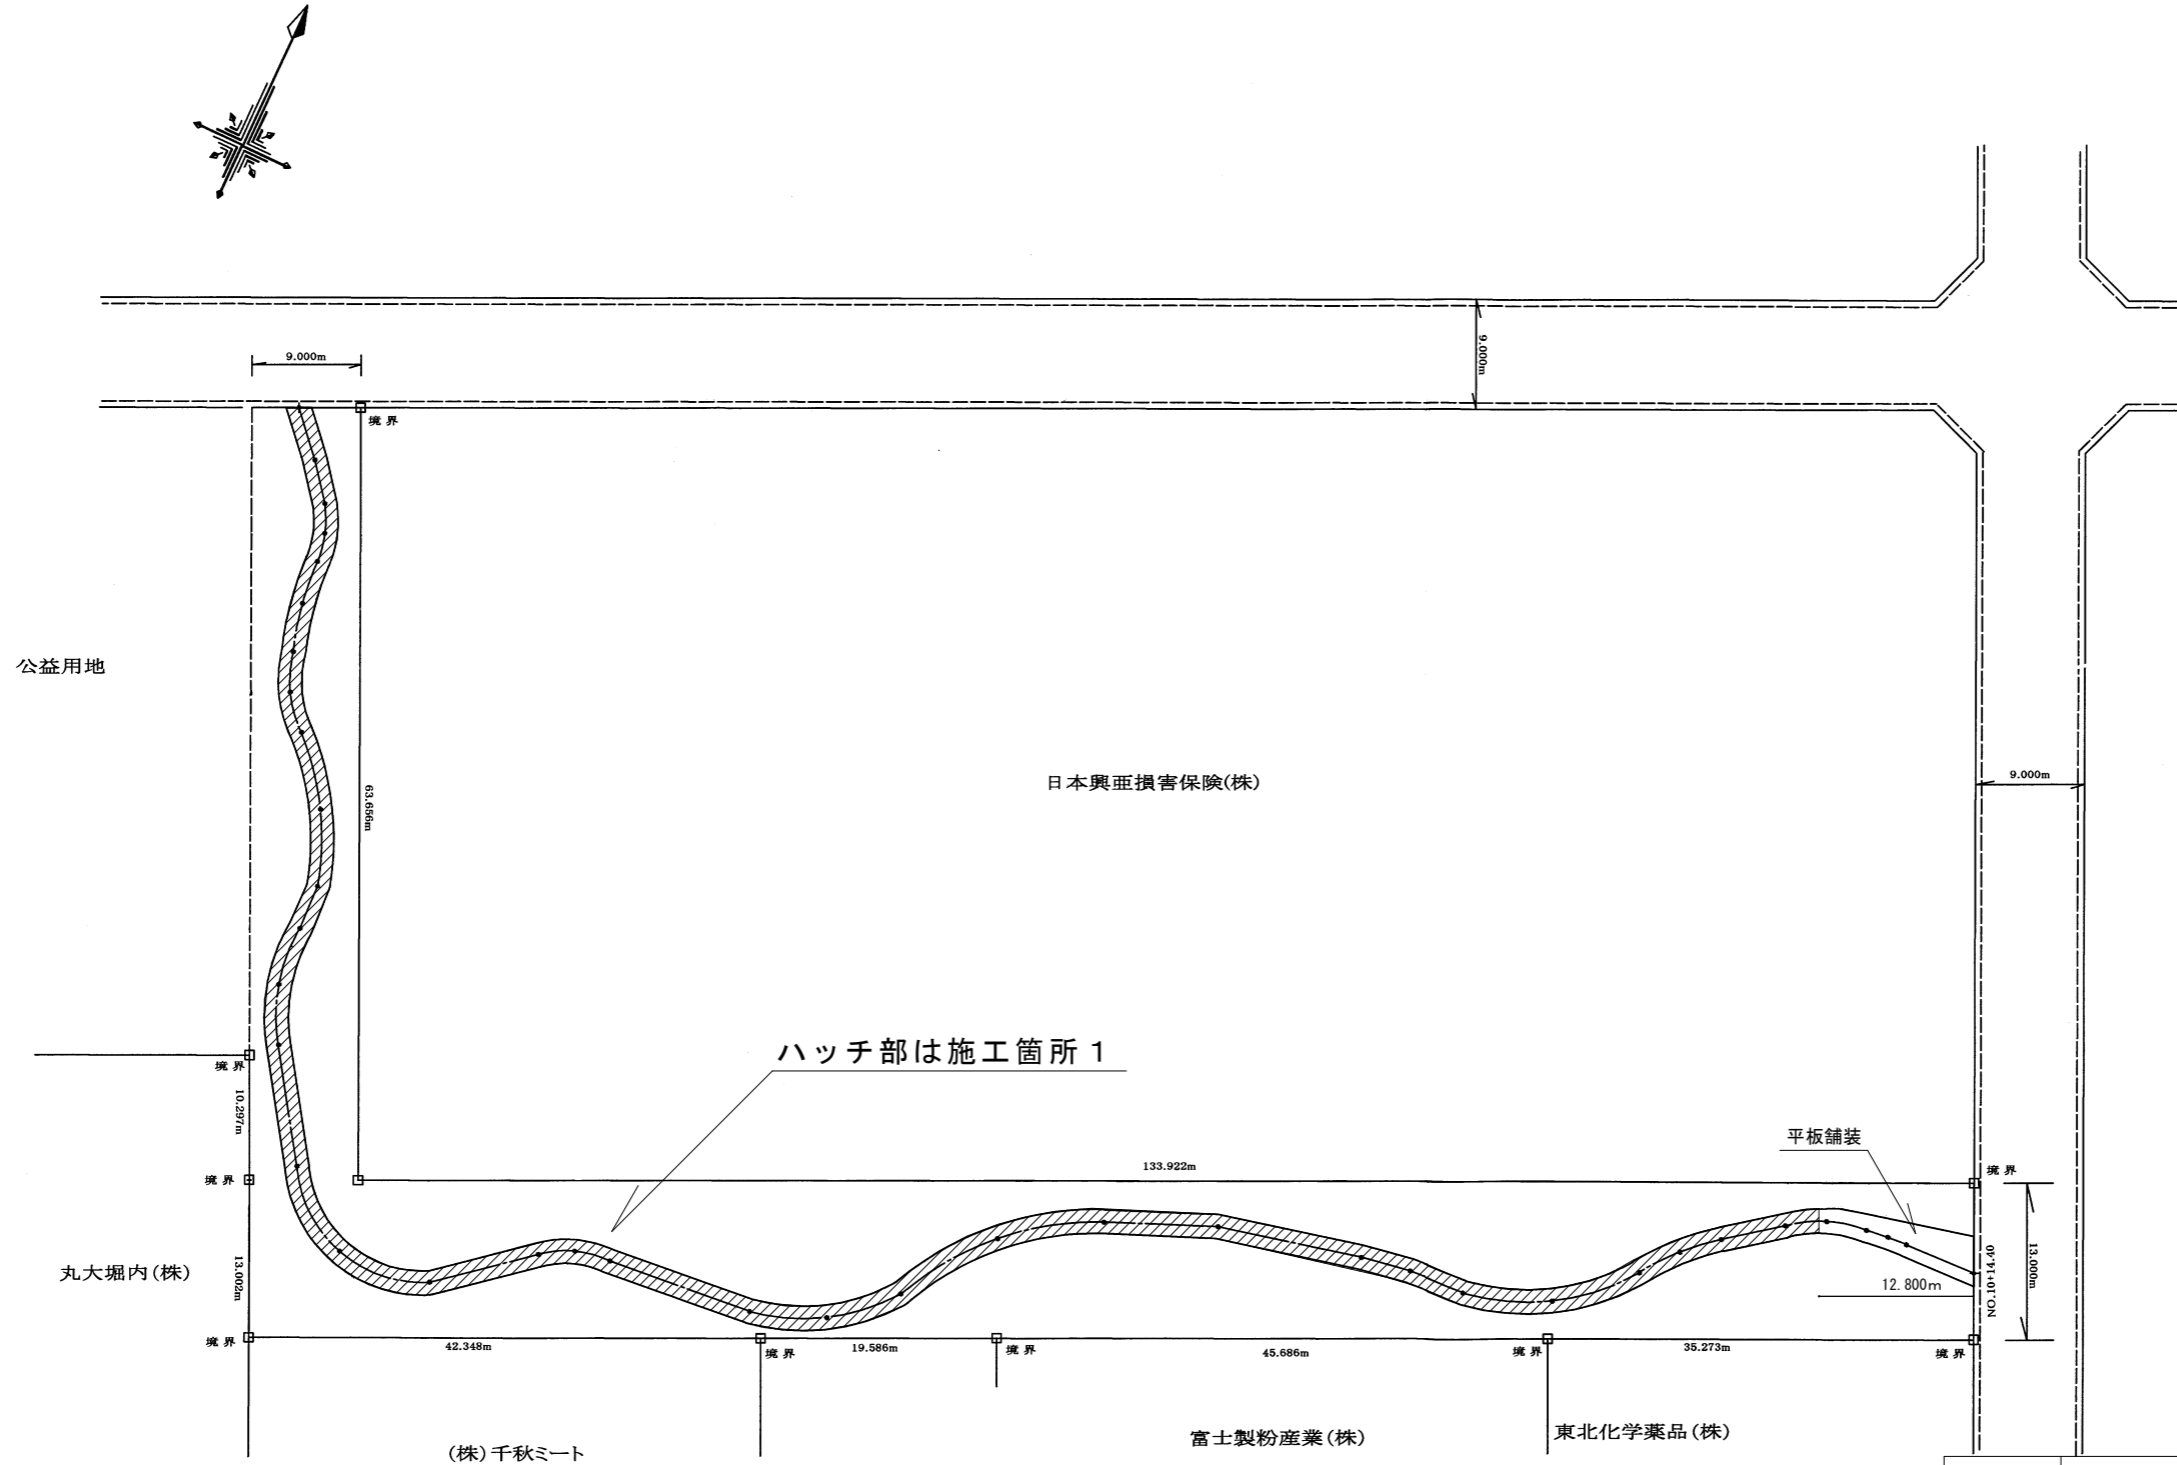 9.000m
9.000m
境界
公益用地
63.656m
日本興亜損害保険(株)
9.000m
ハッチ部は施工箇所1
境界
10.297m
平板舗装
境界
133.922m
境界
丸大堀内(株)
13.002m
12.800m
NO.10+14.40
13.000m
境界
42.348m
境界
19.586m
境界
45.686m
境界
35.273m
境界
(株)千秋ミート
富士製粉産業(株)
東北化学薬品(株)